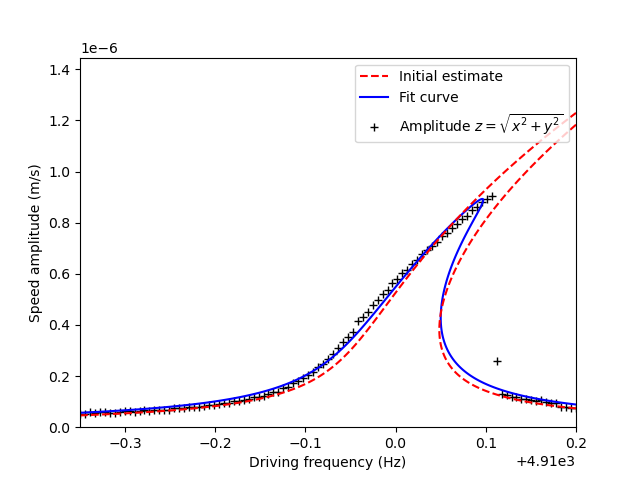 1e−6
1.4
1.2
1.0
0.8
0.6
0.4
0.2
0.0
Speed amplitude (m/s)
Initial estimate
Fit curve
Amplitude z = √x² + y²
−0.3 −0.2 −0.1 0.0 0.1 0.2
Driving frequency (Hz)
+4.91e3